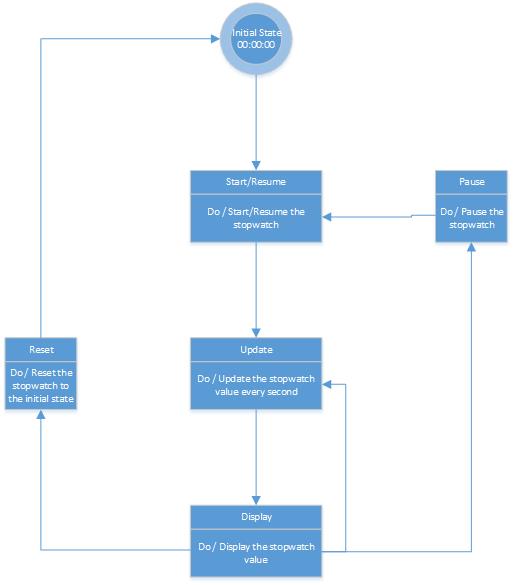 Initial State
00:00:00
Start/Resume
Do / Start/Resume the
stopwatch
Pause
Do / Pause the
stopwatch
Reset
Do / Reset the
stopwatch to
the initial state
Update
Do / Update the stopwatch
value every second
Display
Do / Display the stopwatch
value